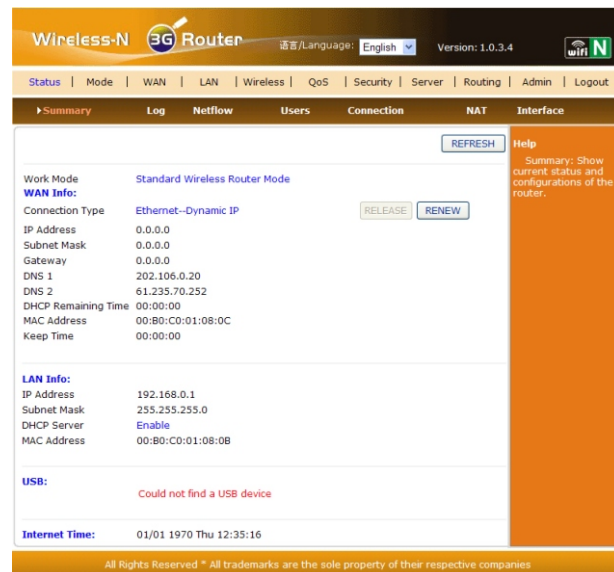 Wireless-N 3G Router 语言/Language: English Version: 1.0.3.4 wifi N
Status | Mode | WAN | LAN | Wireless | QoS | Security | Server | Routing | Admin | Logout
Summary Log Netflow Users Connection NAT Interface
REFRESH
Help
Summary: Show
current status and
configurations of the
router.
Work Mode Standard Wireless Router Mode
WAN Info:
Connection Type Ethernet--Dynamic IP RELEASE RENEW
IP Address 0.0.0.0
Subnet Mask 0.0.0.0
Gateway 0.0.0.0
DNS 1 202.106.0.20
DNS 2 61.235.70.252
DHCP Remaining Time 00:00:00
MAC Address 00:B0:C0:01:08:0C
Keep Time 00:00:00
LAN Info:
IP Address 192.168.0.1
Subnet Mask 255.255.255.0
DHCP Server Enable
MAC Address 00:B0:C0:01:08:0B
USB:
Could not find a USB device
Internet Time: 01/01 1970 Thu 12:35:16
All Rights Reserved * All trademarks are the sole property of their respective companies